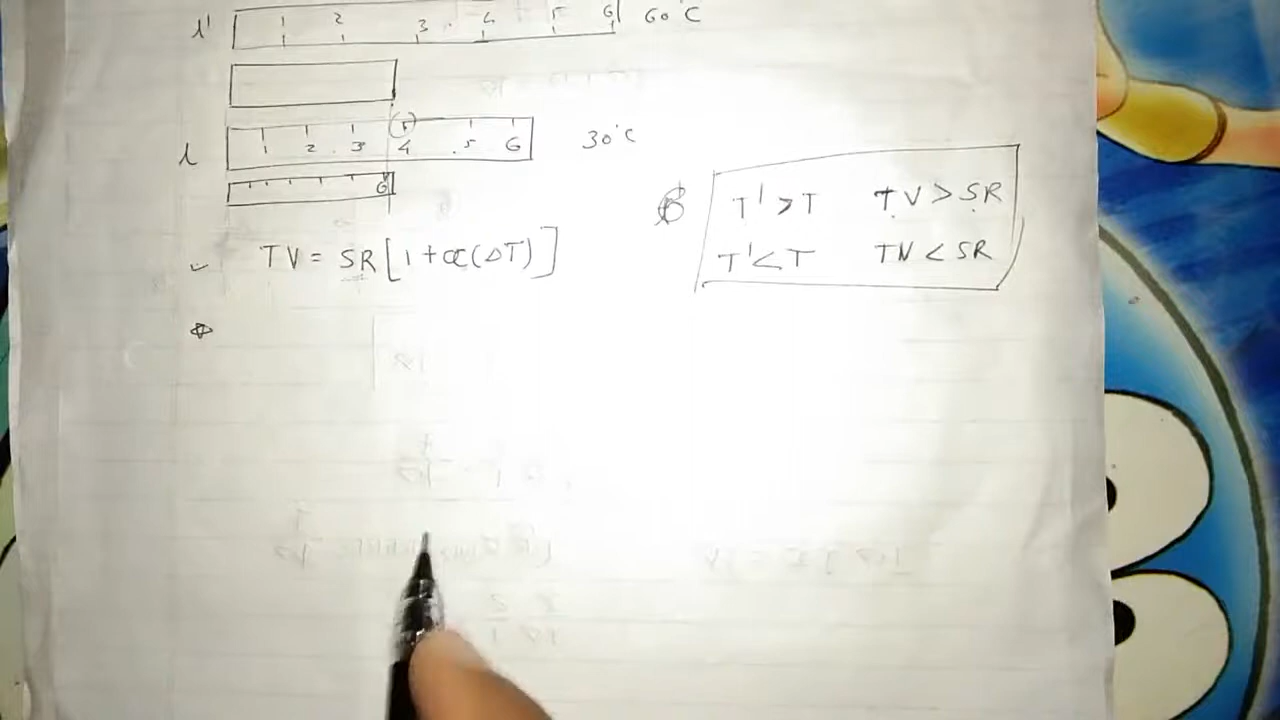 l' 1 2 3 4 5 6 60°C
l 1 2 3 4 5 6 30°C
6
T' > T TV > SR
T' < T TV < SR
TV = SR[1+α(ΔT)]